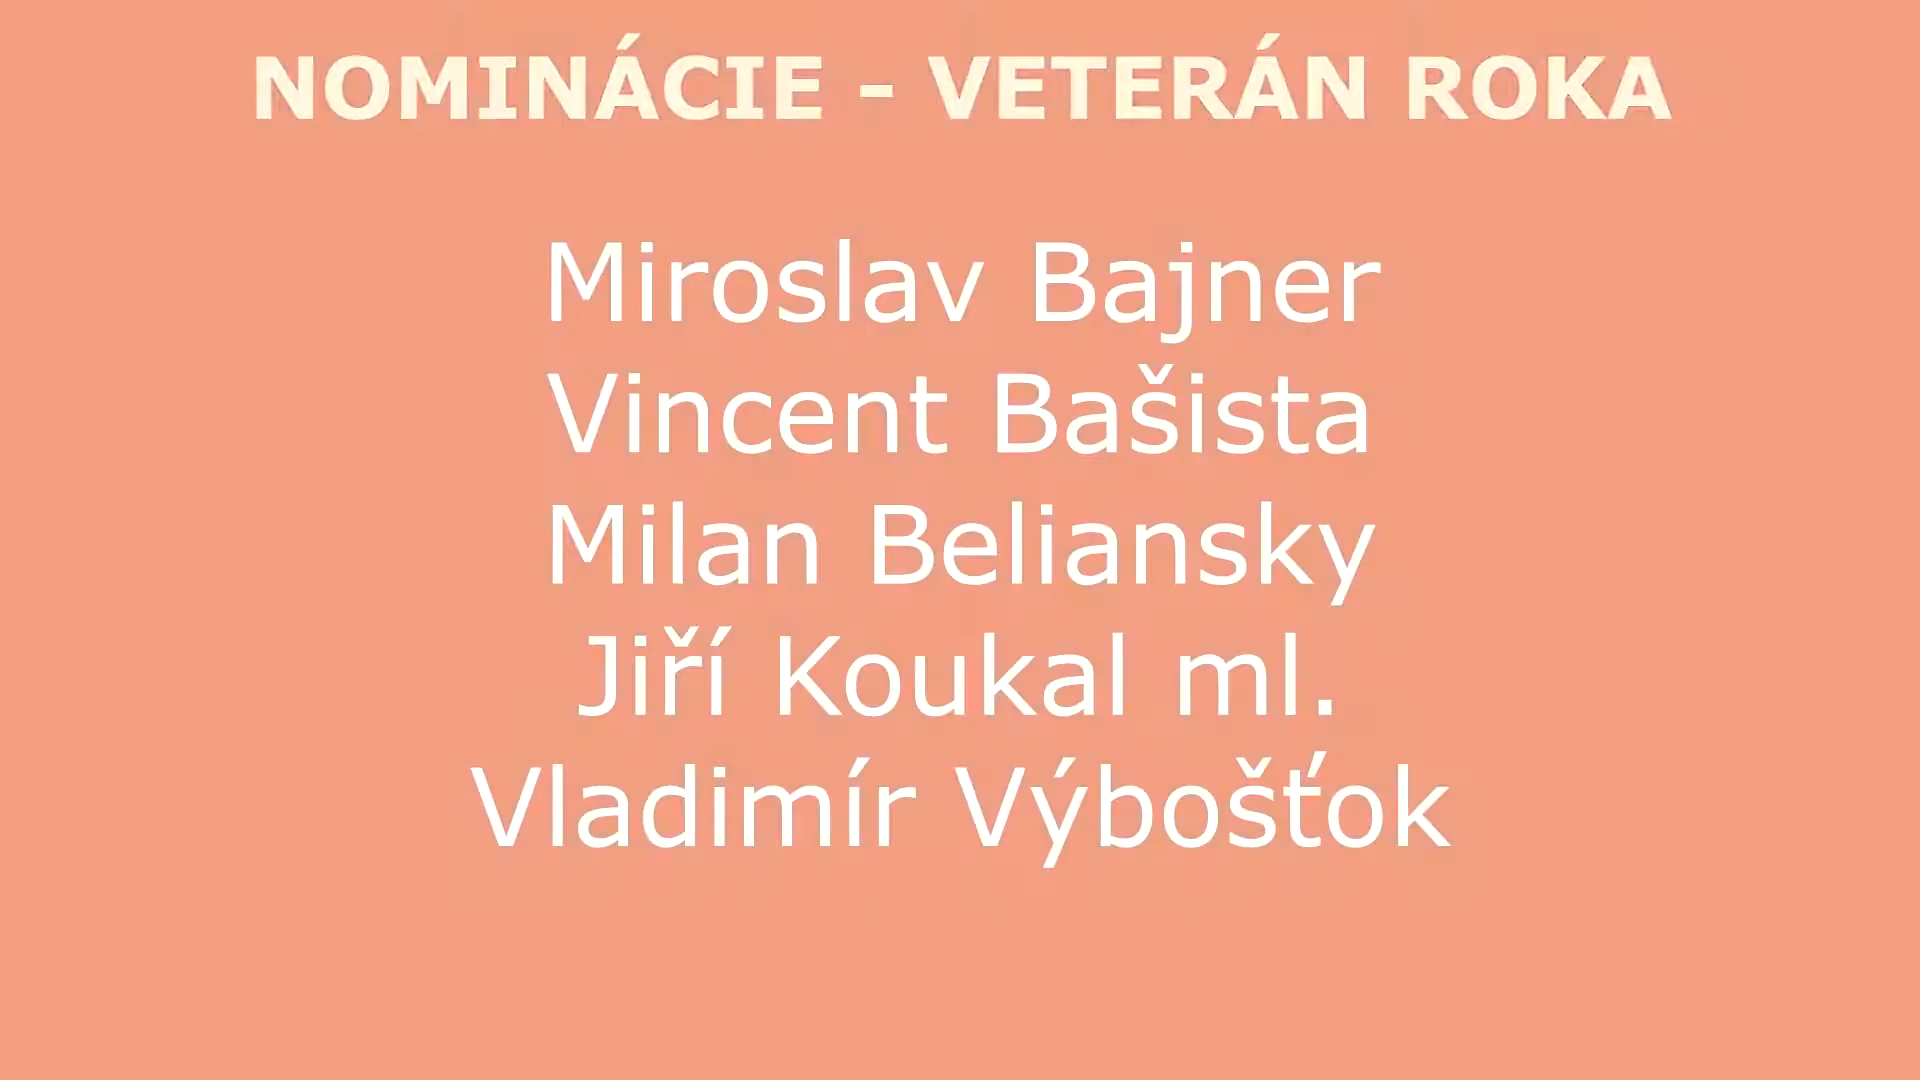 NOMINÁCIE - VETERÁN ROKA
Miroslav Bajner
Vincent Bašista
Milan Beliansky
Jiří Koukal ml.
Vladimír Výbošťok